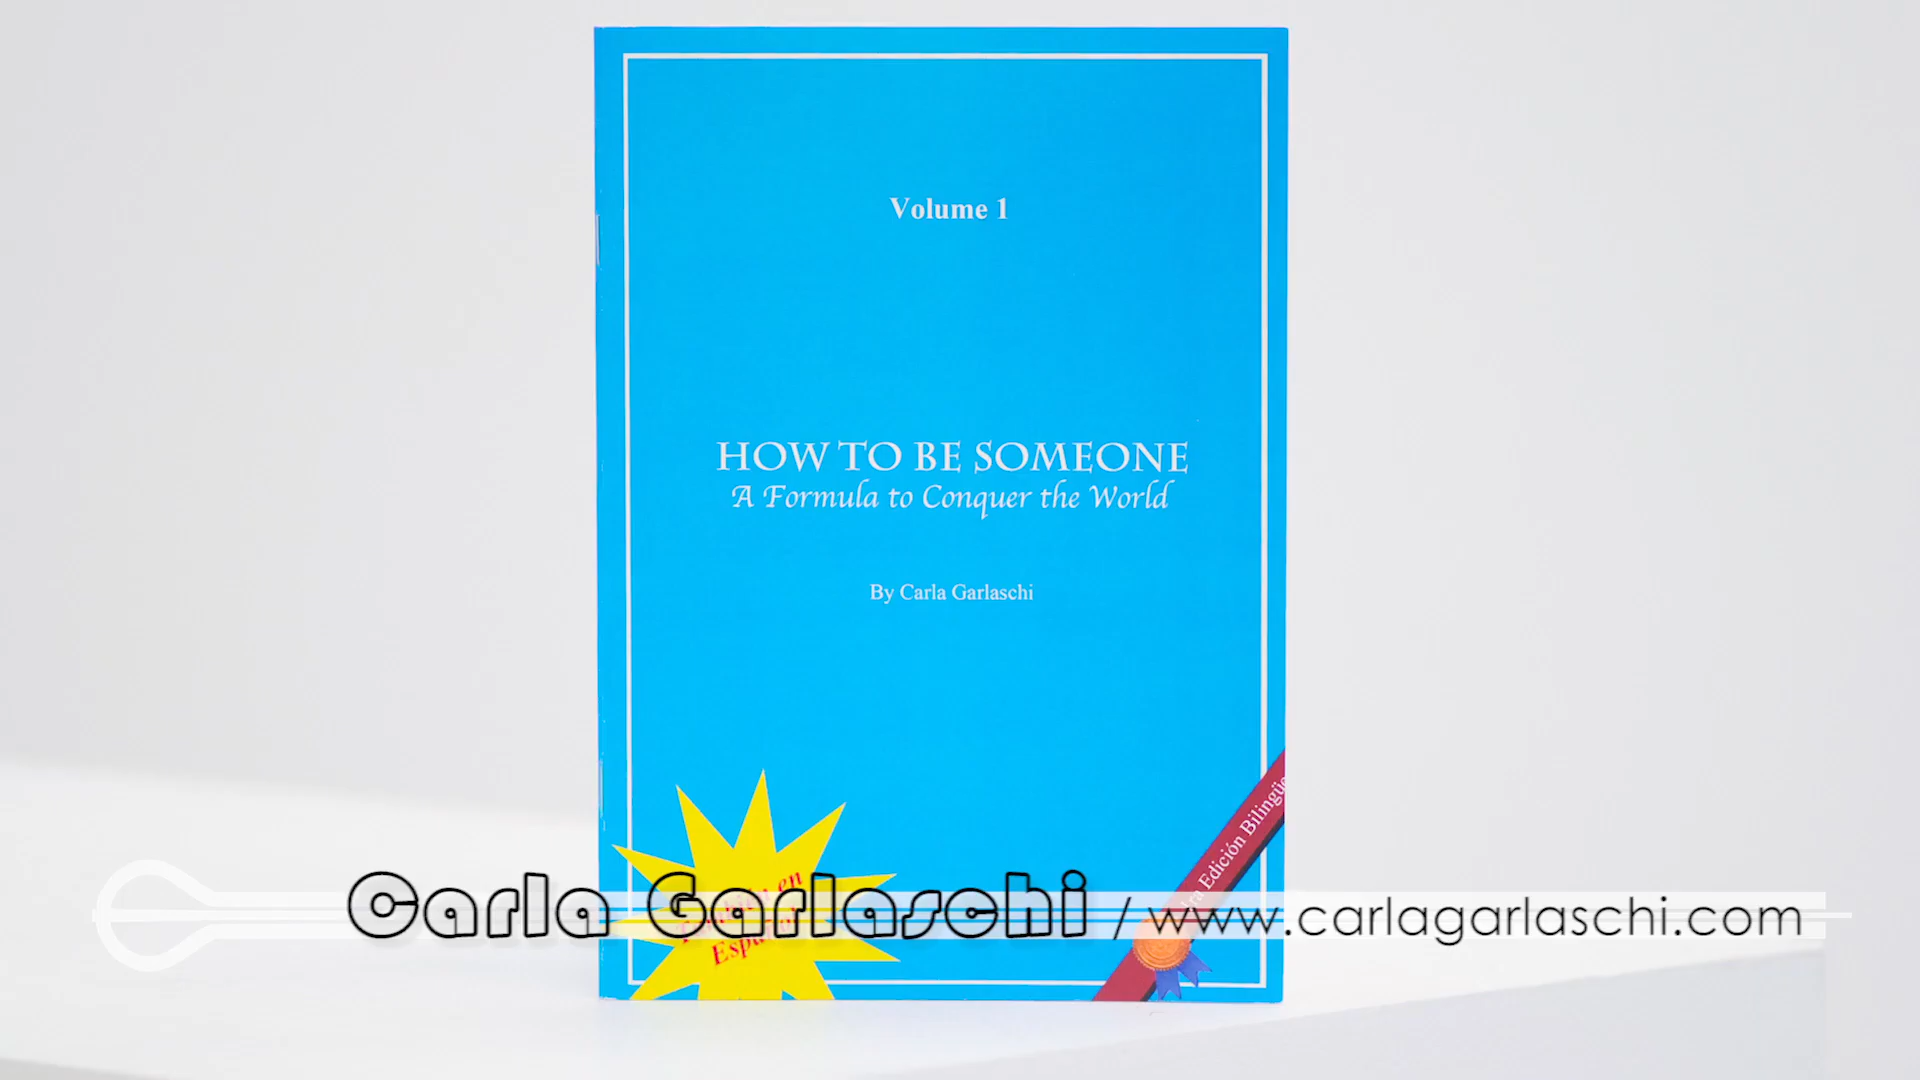 Volume 1
HOW TO BE SOMEONE
A Formula to Conquer the World
By Carla Garlaschi
Edición Bilingüe
en
Carla Garlaschi / www.carlagarlaschi.com